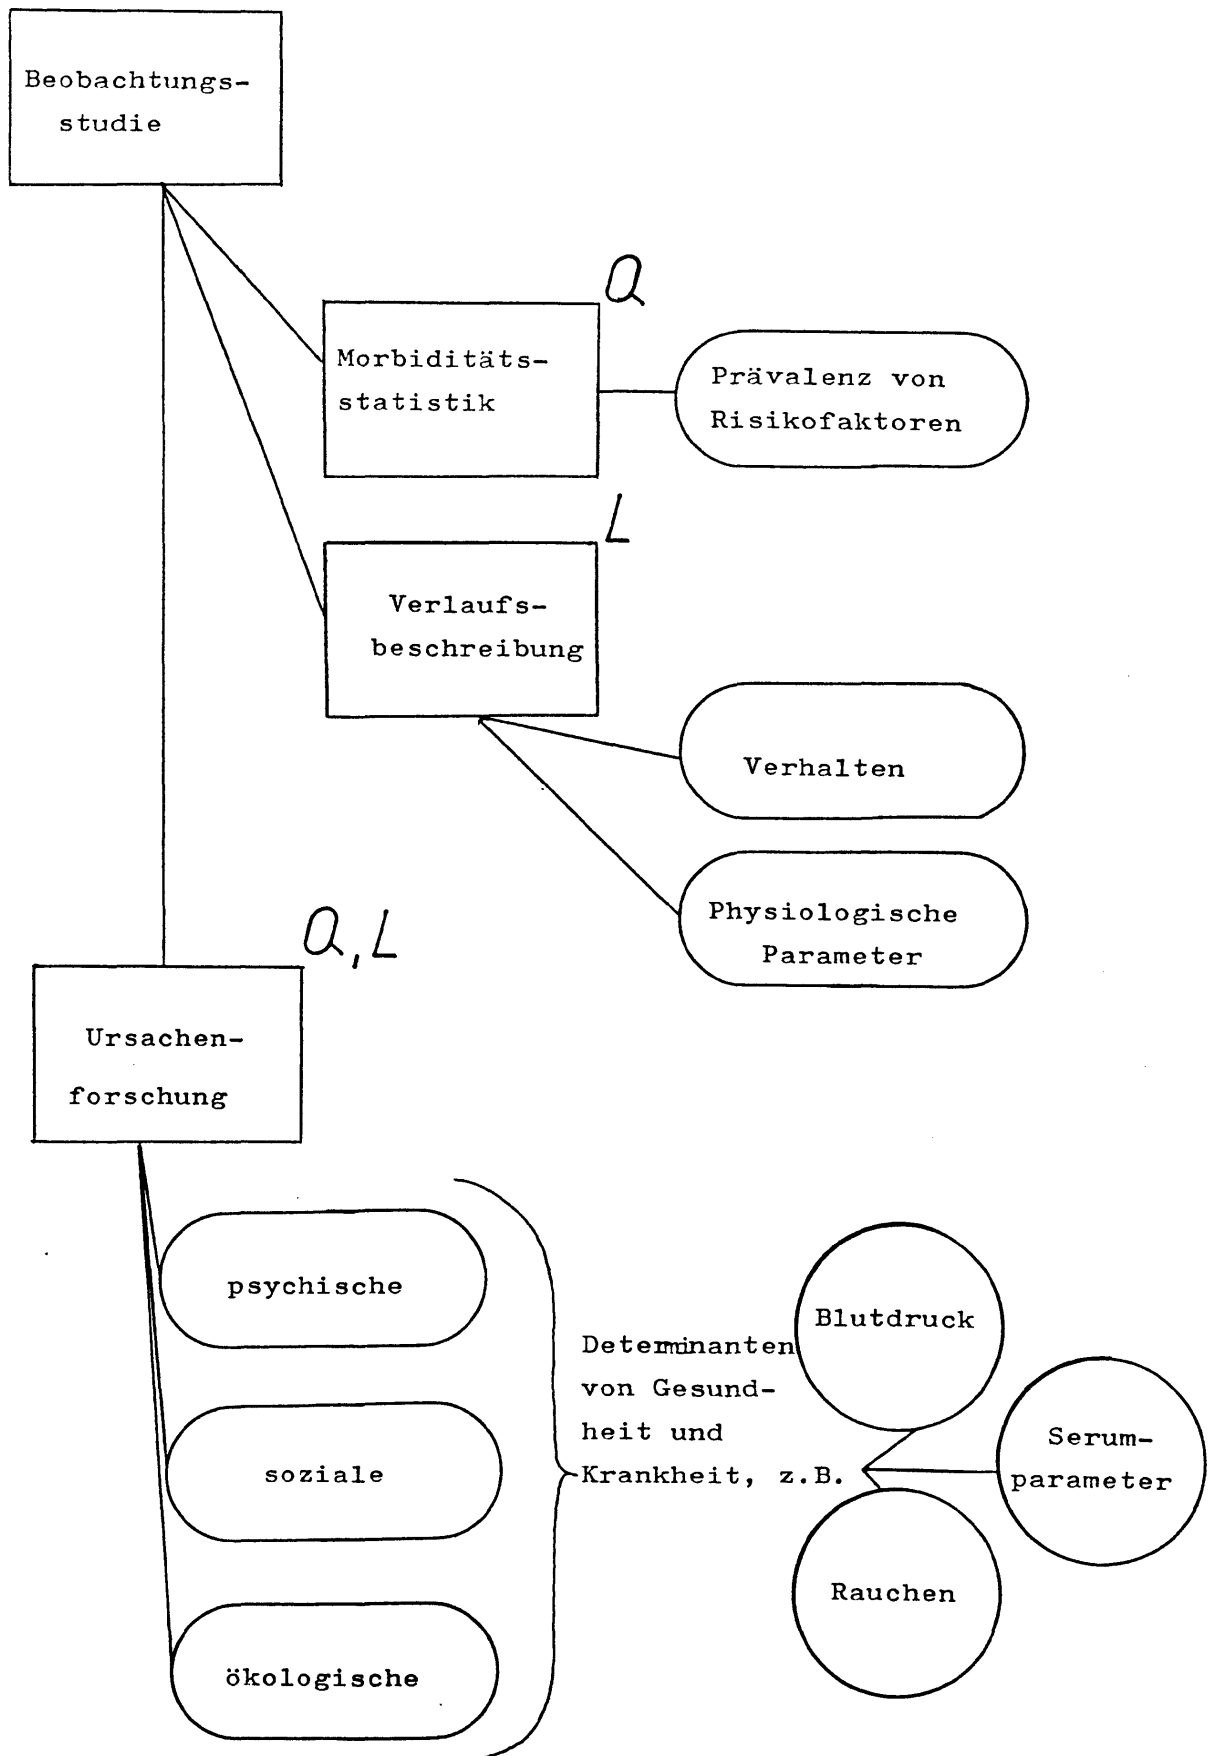 Beobachtungs-
studie
Q
Morbiditäts-
statistik
Prävalenz von
Risikofaktoren
L
Verlaufs-
beschreibung
Verhalten
Physiologische
Parameter
Q, L
Ursachen-
forschung
psychische
soziale
ökologische
Determinanten
von Gesund-
heit und
Krankheit, z.B.
Blutdruck
Serum-
parameter
Rauchen